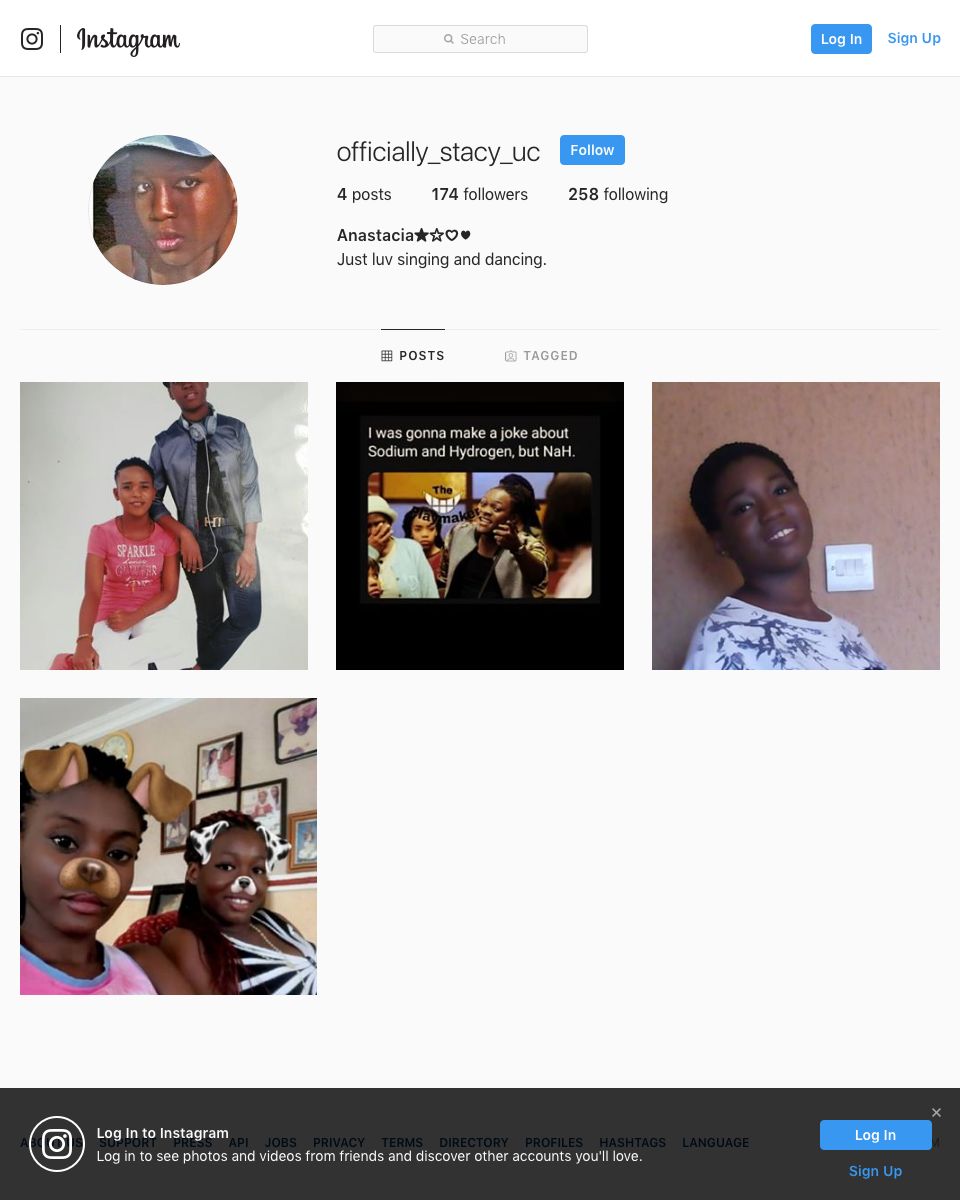 Instagram
Search
Log In
Sign Up
officially_stacy_uc
Follow
4 posts 174 followers 258 following
Anastacia★☆♡♥
Just luv singing and dancing.
POSTS
TAGGED
SPARKLE
I was gonna make a joke about
Sodium and Hydrogen, but NaH.
The
Playmaker
Log In to Instagram
SUPPORT PRESS API JOBS PRIVACY TERMS DIRECTORY PROFILES HASHTAGS LANGUAGE
Log in to see photos and videos from friends and discover other accounts you'll love.
Log In
Sign Up